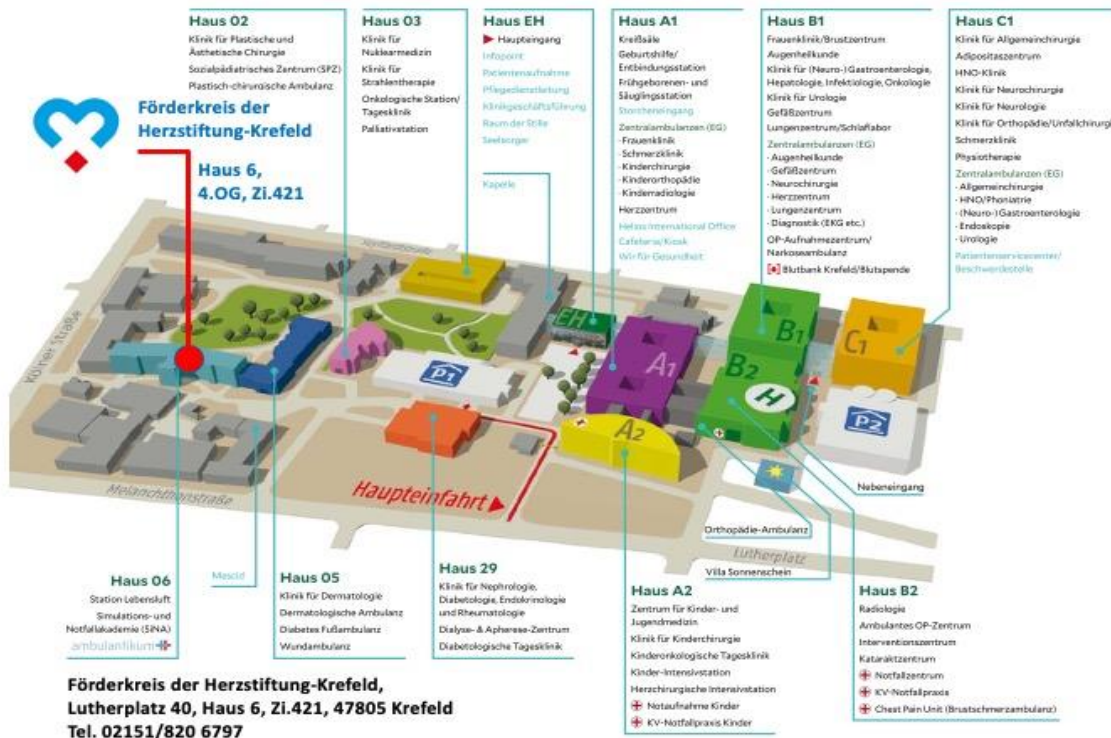 Haus 02
Klinik für Plastische und
Ästhetische Chirurgie
Sozialpädiatrisches Zentrum (SPZ)
Plastisch-chirurgische Ambulanz
Haus 03
Klinik für
Nuklearmedizin
Klinik für
Strahlentherapie
Onkologische Station/
Tagesklinik
Palliativstation
Haus EH
Haupteingang
Infopoint
Patientenaufnahme
Pflegedienstleitung
Klinikgeschäftsführung
Raum der Stille
Seelsorger
Kapelle
Haus A1
Kreißsäle
Geburtshilfe/
Entbindungsstation
Frühgeborenen- und
Säuglingsstation
Storcheneingang
Zentralambulanzen (EG)
- Frauenklinik
- Schmerzklinik
- Kinderchirurgie
- Kinderorthopädie
- Kinderradiologie
Herzzentrum
Helios International Office
Cafeteria/Kiosk
Wir für Gesundheit
Haus B1
Frauenklinik/Brustzentrum
Augenheilkunde
Klinik für (Neuro-) Gastroenterologie,
Hepatologie, Infektiologie, Onkologie
Klinik für Urologie
Gefäßzentrum
Lungenzentrum/Schlaflabor
Zentralambulanzen (EG)
- Augenheilkunde
- Gefäßzentrum
- Neurochirurgie
- Herzzentrum
- Lungenzentrum
- Diagnostik (EKG etc.)
OP-Aufnahmezentrum/
Narkoseambulanz
Blutbank Krefeld/Blutspende
Haus C1
Klinik für Allgemeinchirurgie
Adipositaszentrum
HNO-Klinik
Klinik für Neurochirurgie
Klinik für Neurologie
Klinik für Orthopädie/Unfallchirurgi
Schmerzklinik
Physiotherapie
Zentralambulanzen (EG)
- Allgemeinchirurgie
- HNO/Phoniatrie
- (Neuro-) Gastroenterologie
- Endoskopie
- Urologie
Patientenservicecenter/
Beschwerdestelle
Förderkreis der
Herzstiftung-Krefeld
Haus 6,
4.OG, Zi.421
Kölner Straße
EH
A1
B1
B2
C1
H
P1
P2
A2
Haupteinfahrt
Melanchthonstraße
Lutherplatz
Nebeneingang
Orthopädie-Ambulanz
Villa Sonnenschein
Haus 06
Station Lebensluft
Simulations- und
Notfallakademie (SiNA)
ambulantikum
Mescid
Haus 05
Klinik für Dermatologie
Dermatologische Ambulanz
Diabetes Fußambulanz
Wundambulanz
Haus 29
Klinik für Nephrologie,
Diabetologie, Endokrinologie
und Rheumatologie
Dialyse- & Apherese-Zentrum
Diabetologische Tagesklinik
Haus A2
Zentrum für Kinder- und
Jugendmedizin
Klinik für Kinderchirurgie
Kinderonkologische Tagesklinik
Kinder-Intensivstation
Herzchirurgische Intensivstation
Notaufnahme Kinder
KV-Notfallpraxis Kinder
Haus B2
Radiologie
Ambulantes OP-Zentrum
Interventionszentrum
Kataraktzentrum
Notfallzentrum
KV-Notfallpraxis
Chest Pain Unit (Brustschmerzambulanz)
Förderkreis der Herzstiftung-Krefeld,
Lutherplatz 40, Haus 6, Zi.421, 47805 Krefeld
Tel. 02151/820 6797